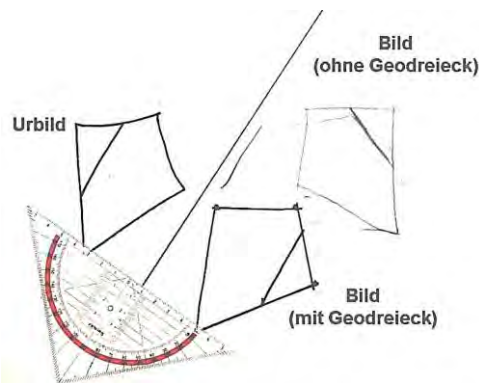 Bild
(ohne Geodreieck)
Urbild
Bild
(mit Geodreieck)